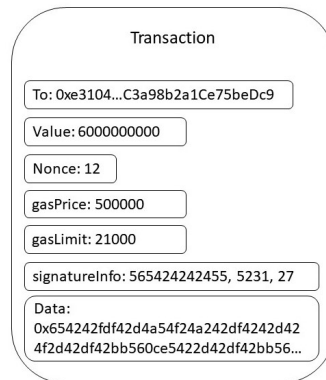 Transaction
To: 0xe3104...C3a98b2a1Ce75beDc9
Value: 6000000000
Nonce: 12
gasPrice: 500000
gasLimit: 21000
signatureInfo: 565424242455, 5231, 27
Data:
0x654242fdf42d4a54f24a242df4242d42
4f2d42df42bb560ce5422d42df42bb56...